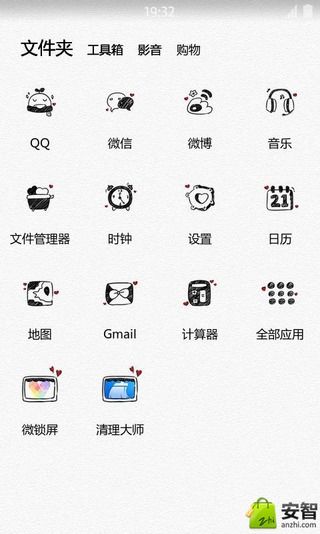 19:32
文件夹 工具箱 影音 购物
QQ 微信 微博 音乐
21
文件管理器 时钟 设置 日历
地图 Gmail 计算器 全部应用
微锁屏 清理大师
zhi 安智
anzhi.com